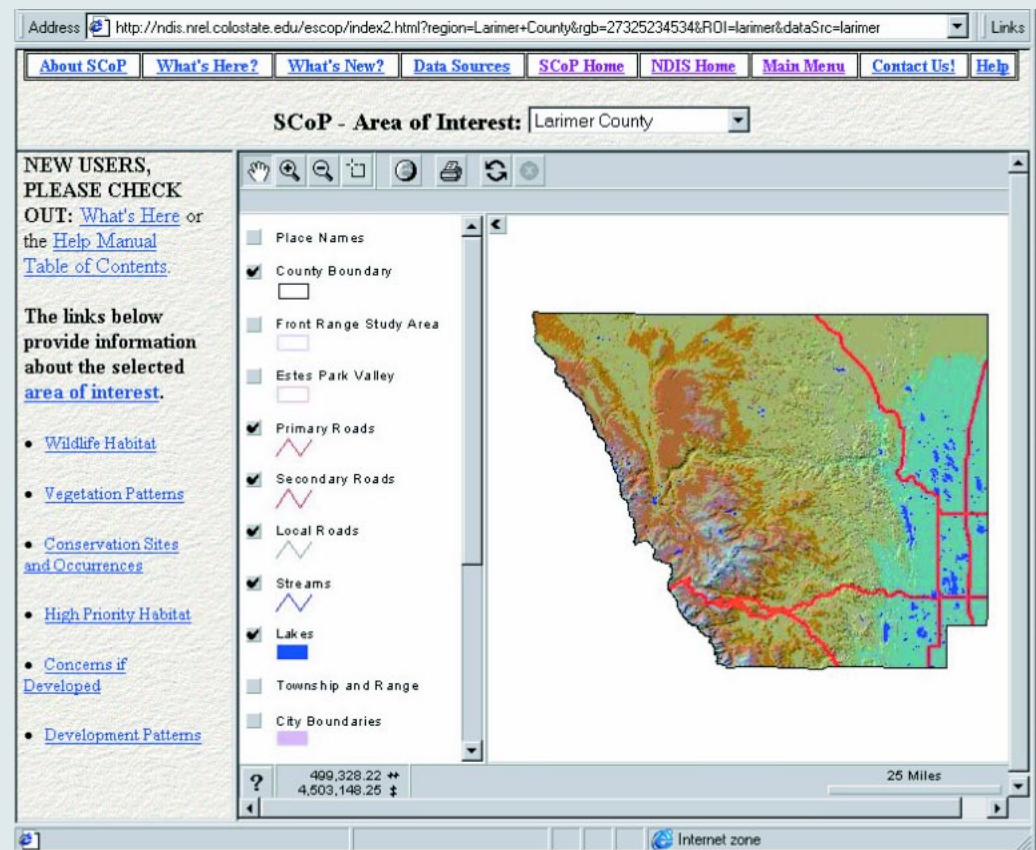 Address http://ndis.nrel.colostate.edu/escop/index2.html?region=Larimer+County&rgb=27325234534&ROI=larimer&dataSrc=larimer Links
About SCoP What's Here? What's New? Data Sources SCoP Home NDIS Home Main Menu Contact Us! Help
SCoP - Area of Interest: Larimer County
NEW USERS,
PLEASE CHECK
OUT: What's Here or
the Help Manual
Table of Contents.
The links below
provide information
about the selected
area of interest.
Wildlife Habitat
Vegetation Patterns
Conservation Sites
and Occurrences
High Priority Habitat
Concerns if
Developed
Development Patterns
Place Names
County Boundary
Front Range Study Area
Estes Park Valley
Primary Roads
Secondary Roads
Local Roads
Streams
Lakes
Township and Range
City Boundaries
?
499,328.22
4,503,148.25
25 Miles
Internet zone